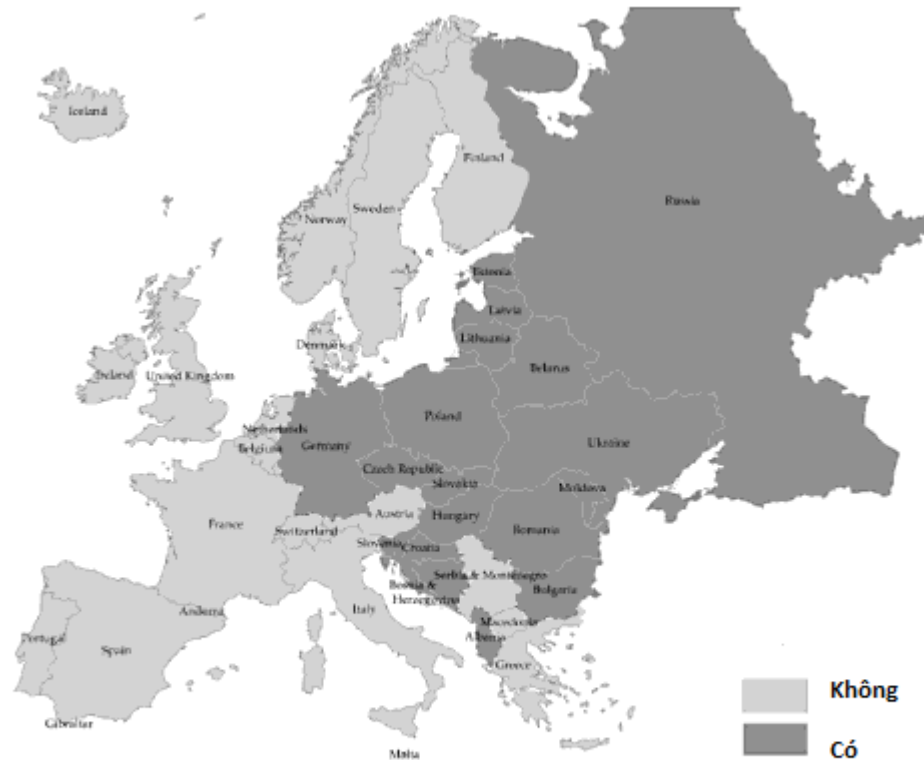 Iceland
Finland
Norway
Sweden
Russia
Estonia
Latvia
Lithuania
Denmark
Belarus
Ireland
United Kingdom
Netherlands
Belgium
Germany
Poland
Ukraine
Czech Republic
Slovakia
Moldova
Austria
Hungary
France
Switzerland
Romania
Slovenia
Croatia
Serbia & Montenegro
Bosnia &
Herzegovina
Bulgaria
Italy
Andorra
Macedonia
Albania
Portugal
Spain
Greece
Gibraltar
Malta
Không
Có